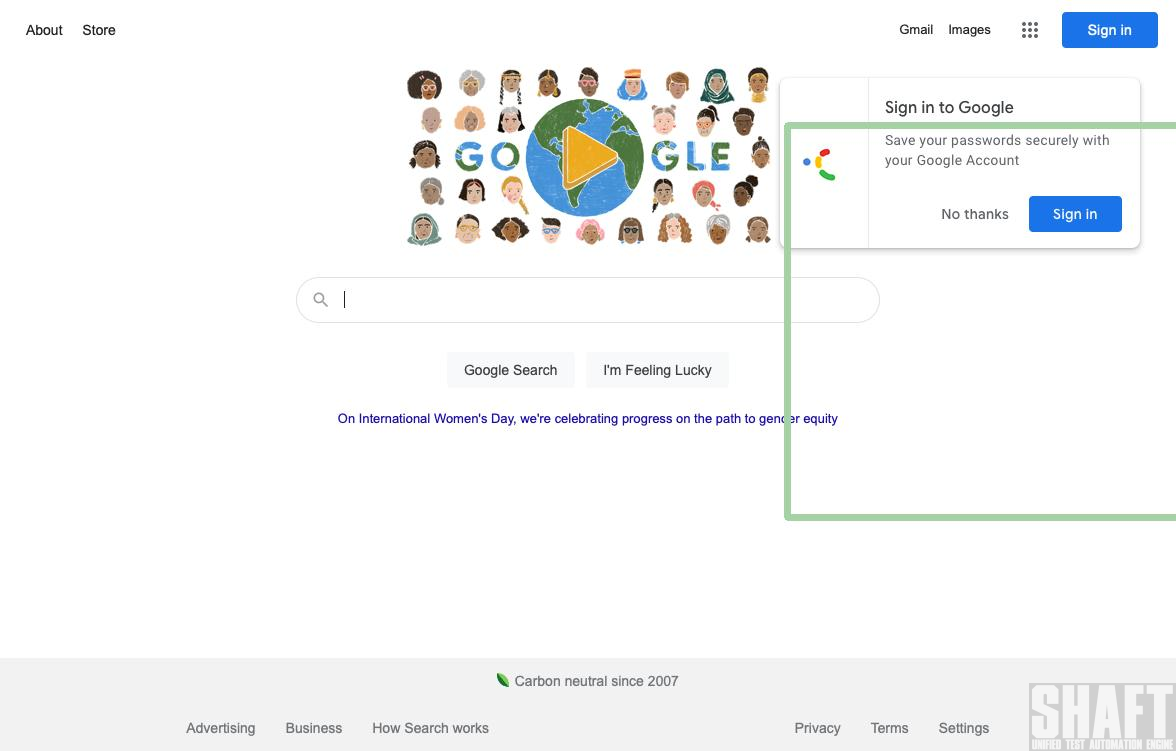 About Store Gmail Images Sign in
GO GLE
Sign in to Google
Save your passwords securely with
your Google Account
No thanks Sign in
Google Search I'm Feeling Lucky
On International Women's Day, we're celebrating progress on the path to gender equity
Carbon neutral since 2007
Advertising Business How Search works Privacy Terms Settings
SHAFT
UNIFIED TEST AUTOMATION ENGINE